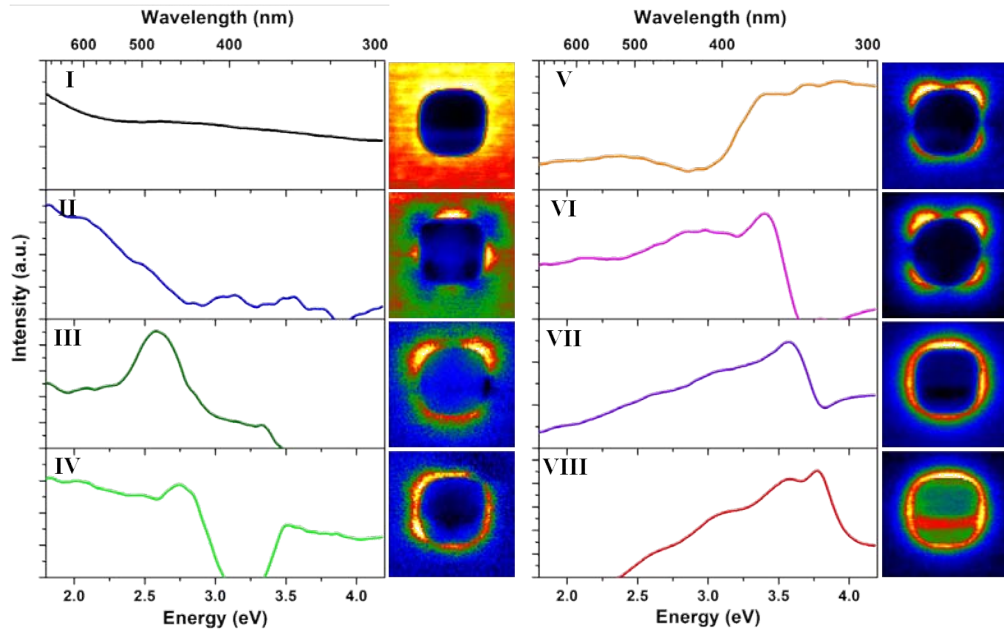 Wavelength (nm)
600 500 400 300
Wavelength (nm)
600 500 400 300
I
V
II
VI
III
VII
IV
VIII
Intensity (a.u.)
2.0 2.5 3.0 3.5 4.0
Energy (eV)
2.0 2.5 3.0 3.5 4.0
Energy (eV)